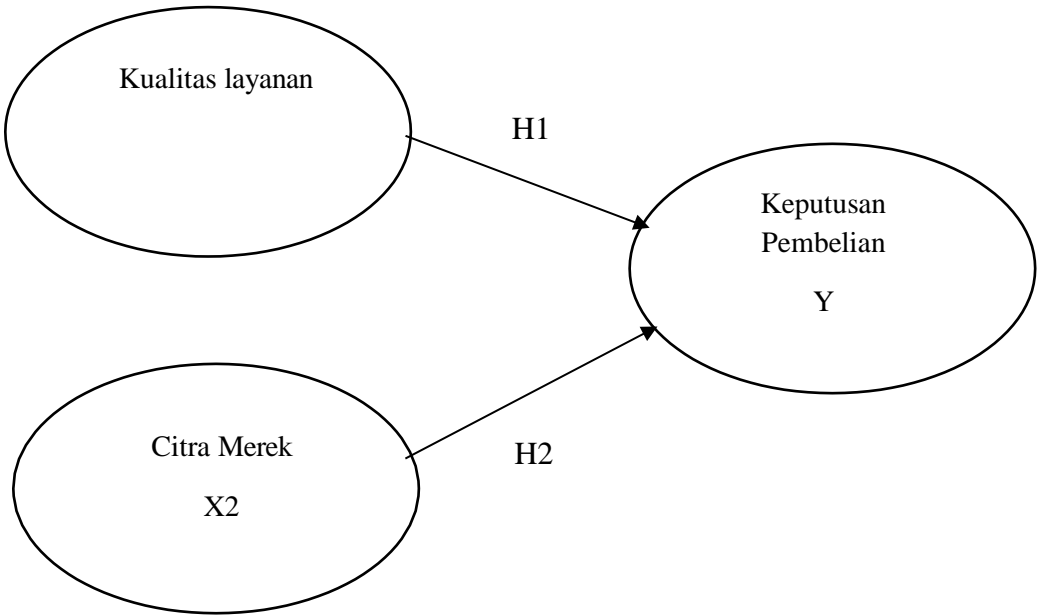 Kualitas layanan
H1
Keputusan
Pembelian
Y
Citra Merek
X2
H2